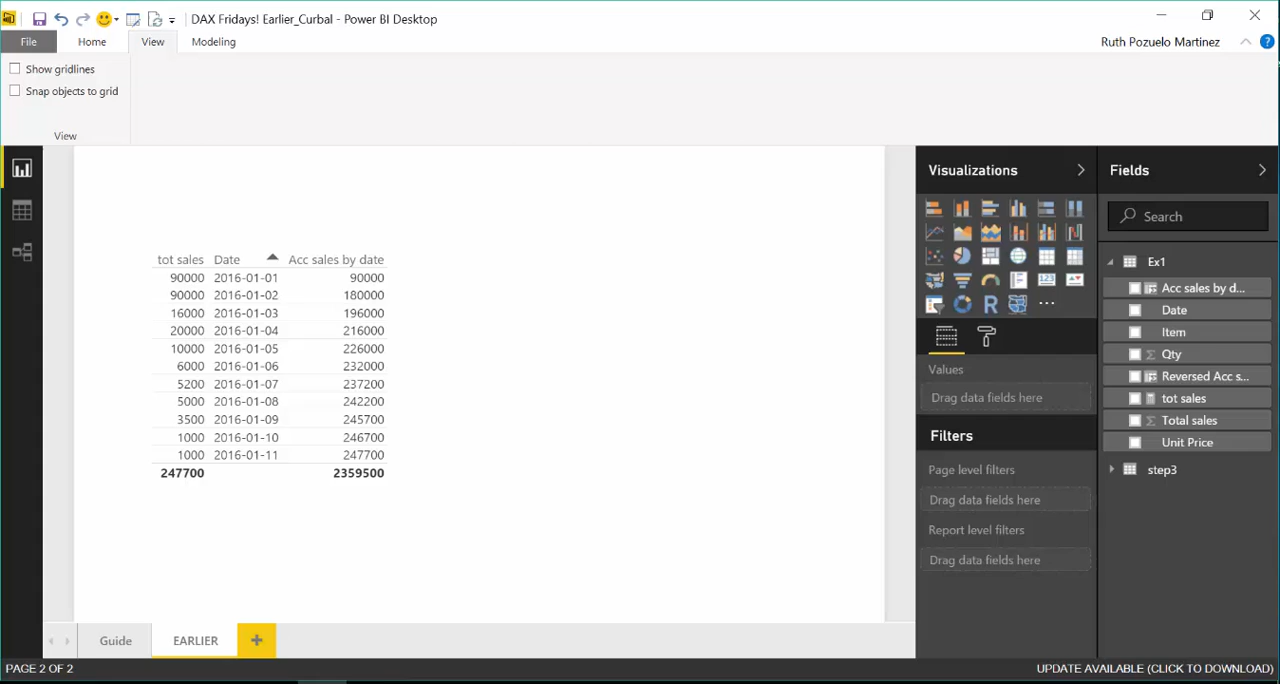 DAX Fridays! Earlier_Curbal - Power BI Desktop
File Home View Modeling Ruth Pozuelo Martinez ?
Show gridlines
Snap objects to grid
View
Visualizations
Fields
Search
tot sales Date Acc sales by date
90000 2016-01-01 90000
90000 2016-01-02 180000
16000 2016-01-03 196000
20000 2016-01-04 216000
10000 2016-01-05 226000
6000 2016-01-06 232000
5200 2016-01-07 237200
5000 2016-01-08 242200
3500 2016-01-09 245700
1000 2016-01-10 246700
1000 2016-01-11 247700
247700 2359500
R
123
Values
Drag data fields here
Filters
Page level filters
Drag data fields here
Report level filters
Drag data fields here
Ex1
Acc sales by d...
Date
Item
Σ Qty
Reversed Acc s...
tot sales
Σ Total sales
Unit Price
step3
Guide EARLIER +
PAGE 2 OF 2 UPDATE AVAILABLE (CLICK TO DOWNLOAD)